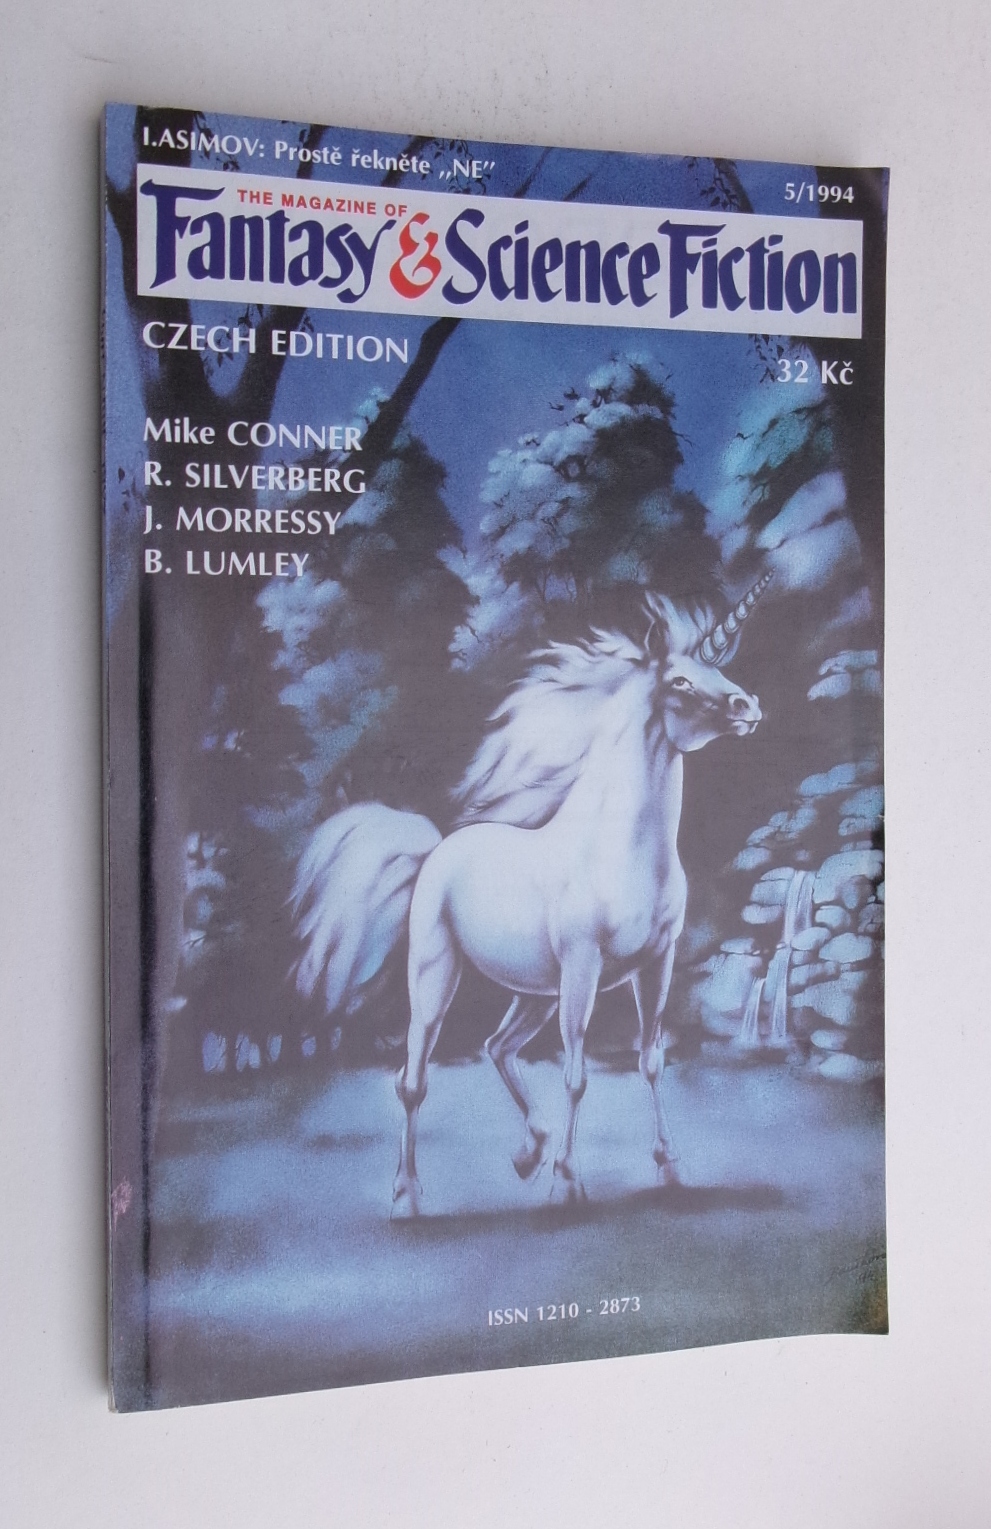 I.ASIMOV: Prostě řekněte „NE"
5/1994
THE MAGAZINE OF
Fantasy & Science Fiction
CZECH EDITION
32 Kč
Mike CONNER
R. SILVERBERG
J. MORRESSY
B. LUMLEY
ISSN 1210 - 2873